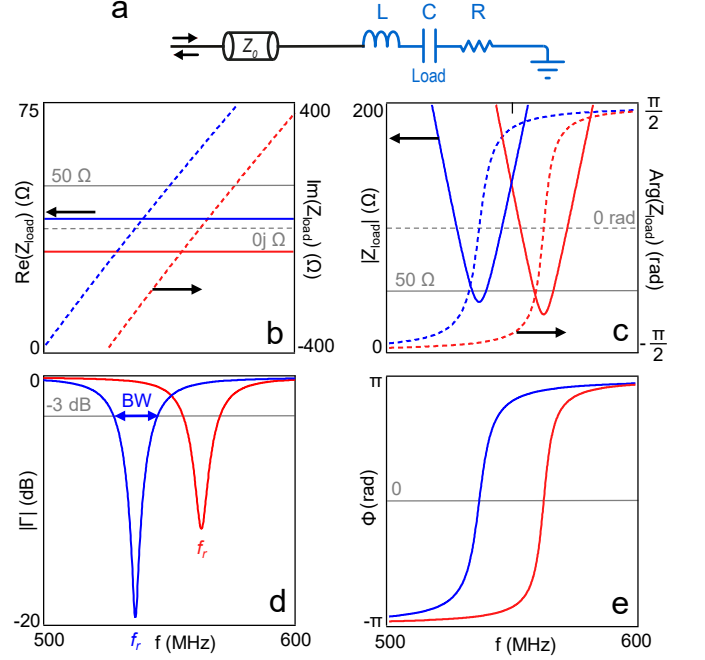 a
L C R
Z0
Load
75
400
Re(Zload) (Ω)
50 Ω
0j Ω
Im(Zload) (Ω)
0
-400
b
200
π/2
|Zload| (Ω)
0 rad
50 Ω
Arg(Zload) (rad)
0
-π/2
c
0
-3 dB
BW
|Γ| (dB)
fr
d
-20
500
fr
f (MHz)
600
π
Φ (rad)
0
e
-π
500
f (MHz)
600